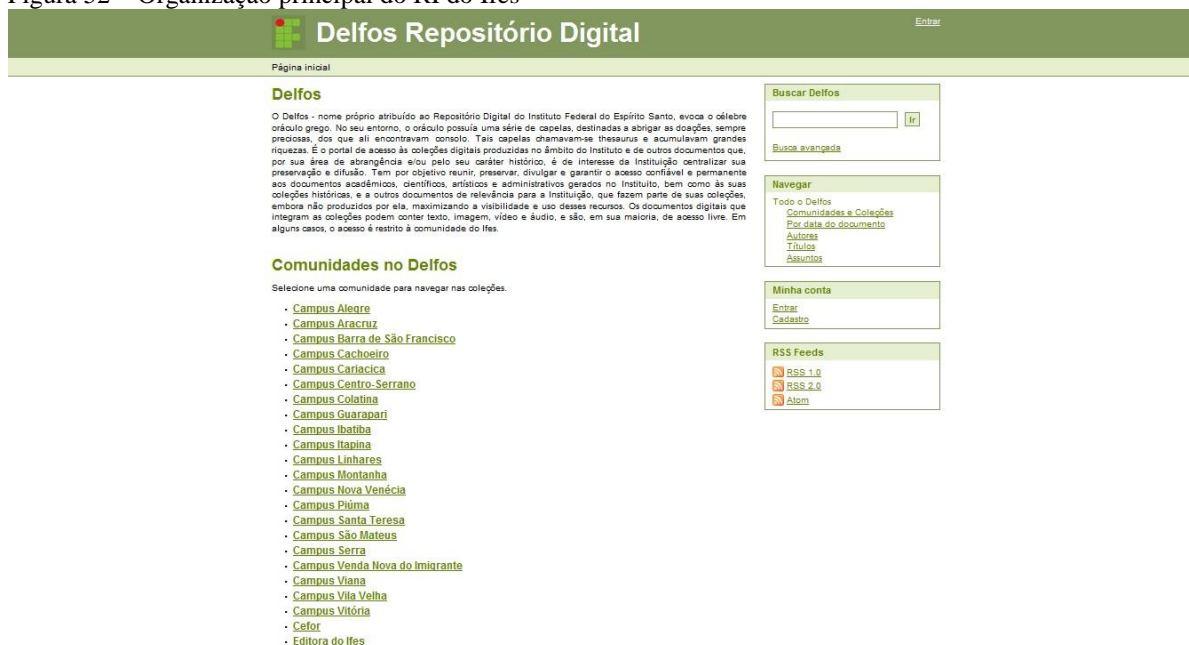 Figura 52 – Organização principal do RI do Ifes
Delfos Repositório Digital
Entrar
Página inicial
Delfos
O Delfos - nome próprio atribuído ao Repositório Digital do Instituto Federal do Espírito Santo, evoca o célebre
oráculo grego. No seu entorno, o oráculo possuía uma série de capelas, destinadas a abrigar as doações, sempre
preciosas, dos que ali encontravam consolo. Tais capelas chamavam-se thesaurus e acumulavam grandes
riquezas. É o portal de acesso às coleções digitais produzidas no âmbito do Instituto e de outros documentos que,
por sua área de abrangência e/ou pelo seu caráter histórico, é de interesse da Instituição centralizar sua
preservação e difusão. Tem por objetivo reunir, preservar, divulgar e garantir o acesso confiável e permanente
aos documentos acadêmicos, científicos, artísticos e administrativos gerados no Instituto, bem como às suas
coleções históricas, e a outros documentos de relevância para a Instituição, que fazem parte de suas coleções,
embora não produzidos por ela, maximizando a visibilidade e uso desses recursos. Os documentos digitais que
integram as coleções podem conter texto, imagem, vídeo e áudio, e são, em sua maioria, de acesso livre. Em
alguns casos, o acesso é restrito à comunidade do Ifes.
Comunidades no Delfos
Selecione uma comunidade para navegar nas coleções.
Campus Alegre
Campus Aracruz
Campus Barra de São Francisco
Campus Cachoeiro
Campus Cariacica
Campus Centro-Serrano
Campus Colatina
Campus Guarapari
Campus Ibatiba
Campus Itapina
Campus Linhares
Campus Montanha
Campus Nova Venécia
Campus Piúma
Campus Santa Teresa
Campus São Mateus
Campus Serra
Campus Venda Nova do Imigrante
Campus Viana
Campus Vila Velha
Campus Vitória
Cefor
Editora do Ifes
Buscar Delfos
Ir
Busca avançada
Navegar
Todo o Delfos
Comunidades e Coleções
Por data do documento
Autores
Títulos
Assuntos
Minha conta
Entrar
Cadastro
RSS Feeds
RSS 1.0
RSS 2.0
Atom